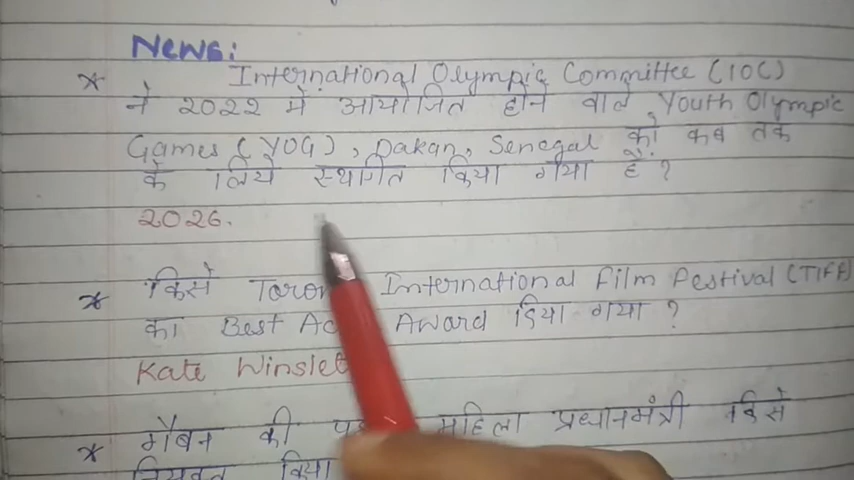 News:
* International Olympic Committee (IOC)
ने 2022 में आयोजित होने वाले Youth Olympic
Games (YOG), Dakar, Senegal को कब तक
के लिये स्थगित किया गया है?
2026.
* किसे International Film Festival (TIFF)
का Best Award दिया गया?
Kate Winslet
* गैबन की महिला प्रधानमंत्री किसे
नियुक्त किया